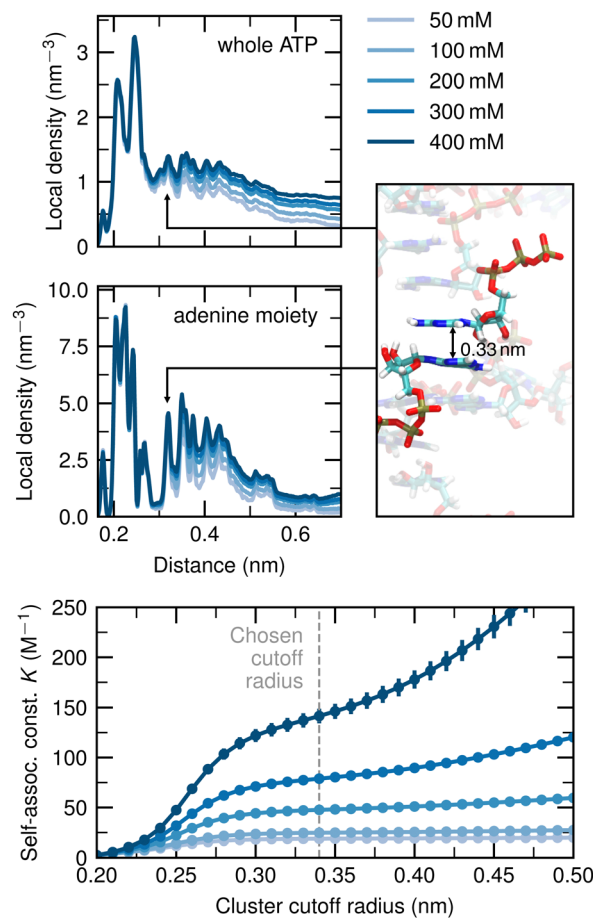 whole ATP
Local density (nm⁻³)
3
2
1
0
50 mM
100 mM
200 mM
300 mM
400 mM
adenine moiety
Local density (nm⁻³)
10.0
7.5
5.0
2.5
0.0
0.2
0.4
0.6
Distance (nm)
0.33 nm
Self-assoc. const. K (M⁻¹)
250
200
150
100
50
0
Chosen
cutoff
radius
0.20
0.25
0.30
0.35
0.40
0.45
0.50
Cluster cutoff radius (nm)